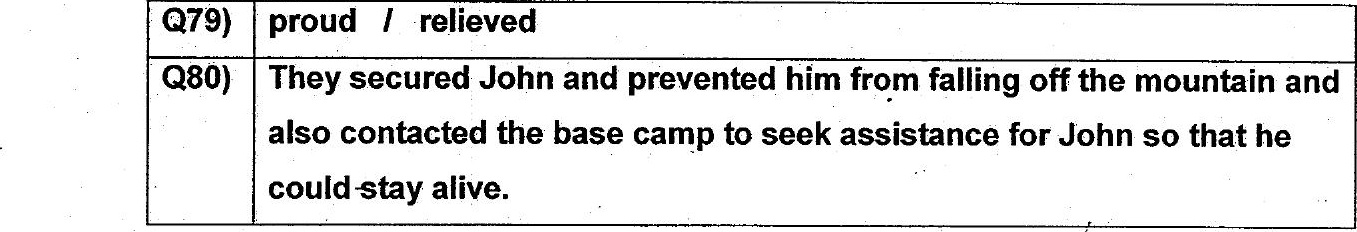 Q79) proud / relieved
Q80) They secured John and prevented him from falling off the mountain and
also contacted the base camp to seek assistance for John so that he
could stay alive.